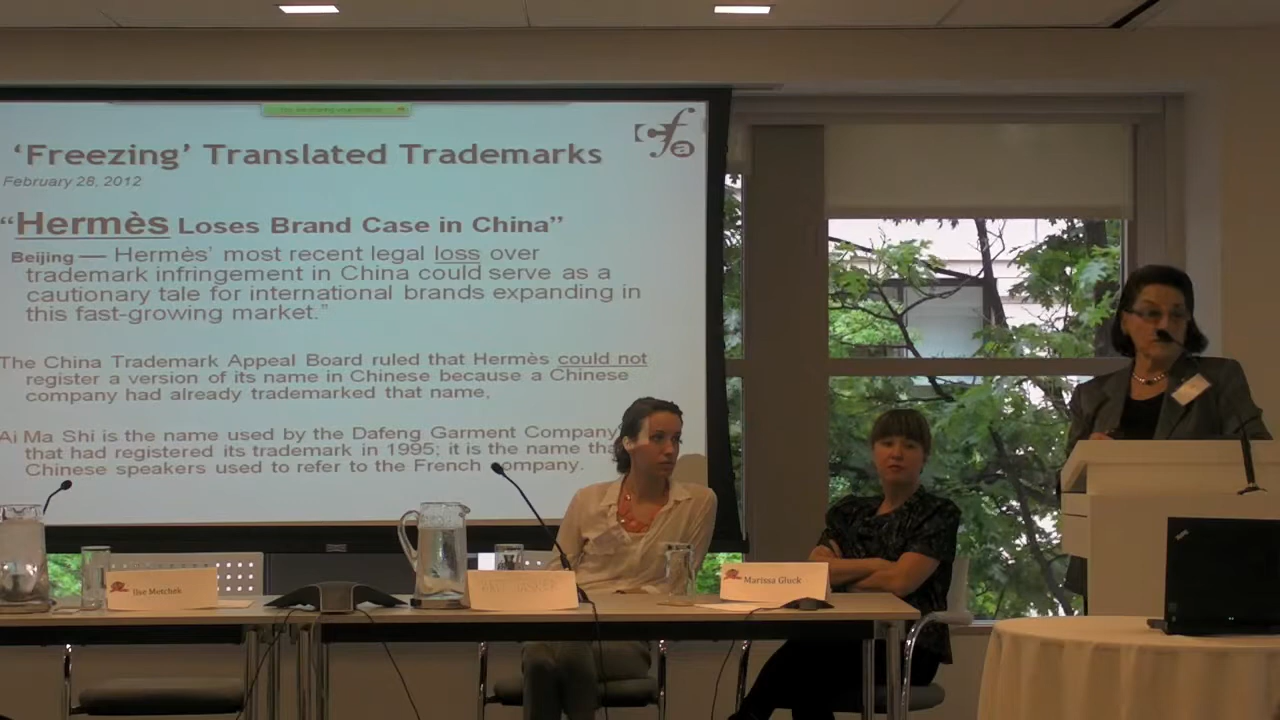 cfa
'Freezing' Translated Trademarks
February 28, 2012
"Hermès Loses Brand Case in China"
Beijing — Hermès' most recent legal loss over
trademark infringement in China could serve as a
cautionary tale for international brands expanding in
this fast-growing market."
The China Trademark Appeal Board ruled that Hermès could not
register a version of its name in Chinese because a Chinese
company had already trademarked that name,
Ai Ma Shi is the name used by the Dafeng Garment Company
that had registered its trademark in 1995; it is the name
Chinese speakers used to refer to the French company.
Ilse Metchek
Marissa Gluck